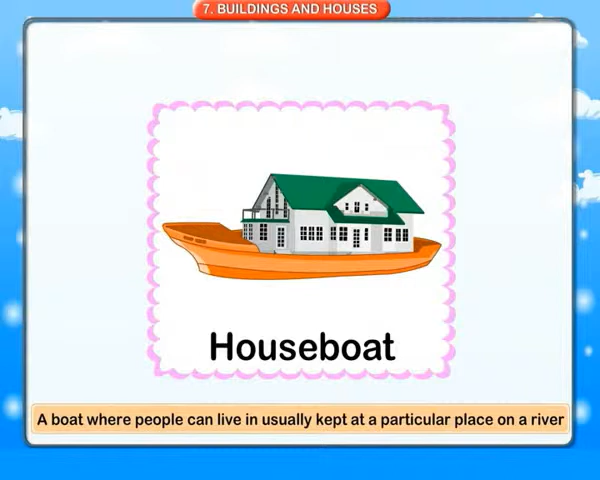 7. BUILDINGS AND HOUSES
Houseboat
A boat where people can live in usually kept at a particular place on a river